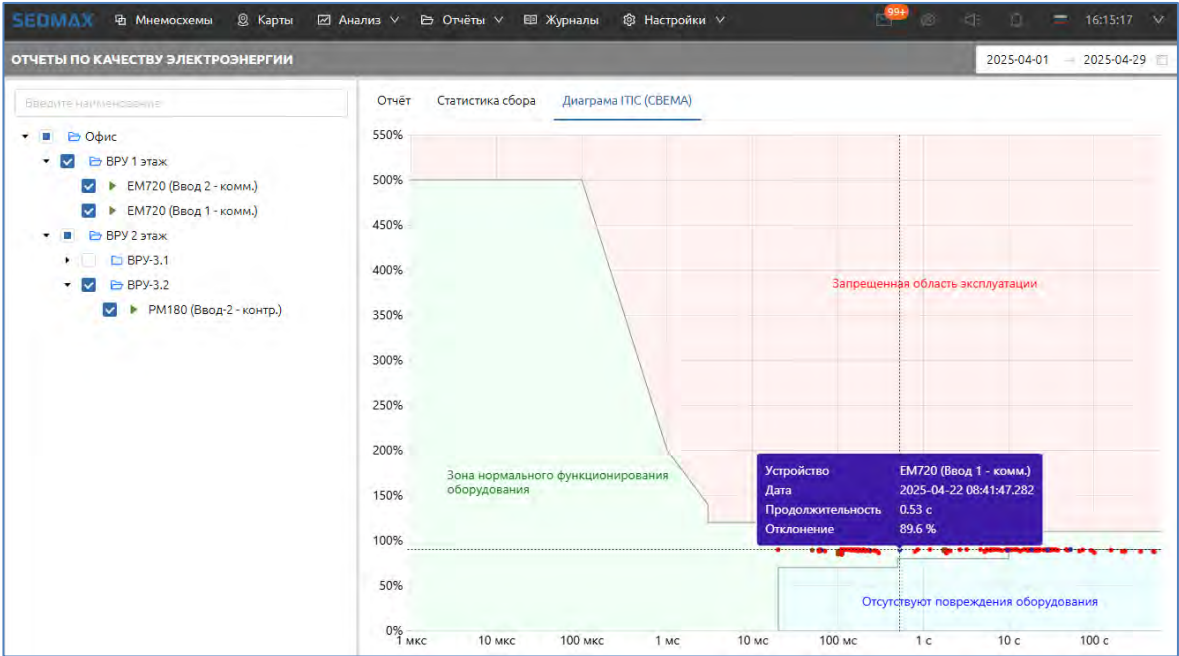 SEDMAX Мнемосхемы Карты Анализ Отчёты Журналы Настройки 99+ 16:15:17
ОТЧЕТЫ ПО КАЧЕСТВУ ЭЛЕКТРОЭНЕРГИИ 2025-04-01 → 2025-04-29
Введите наименование
Офис
ВРУ 1 этаж
EM720 (Ввод 2 - комм.)
EM720 (Ввод 1 - комм.)
ВРУ 2 этаж
ВРУ-3.1
ВРУ-3.2
PM180 (Ввод-2 - контр.)
Отчёт Статистика сбора Диаграма ITIC (CBEMA)
550%
500%
450%
400%
Запрещенная область эксплуатации
350%
300%
250%
200%
Зона нормального функционирования
оборудования
150%
Устройство EM720 (Ввод 1 - комм.)
Дата 2025-04-22 08:41:47.282
Продолжительность 0.53 с
Отклонение 89.6 %
100%
50%
Отсутствуют повреждения оборудования
0%
1 мкс 10 мкс 100 мкс 1 мс 10 мс 100 мс 1 с 10 с 100 с